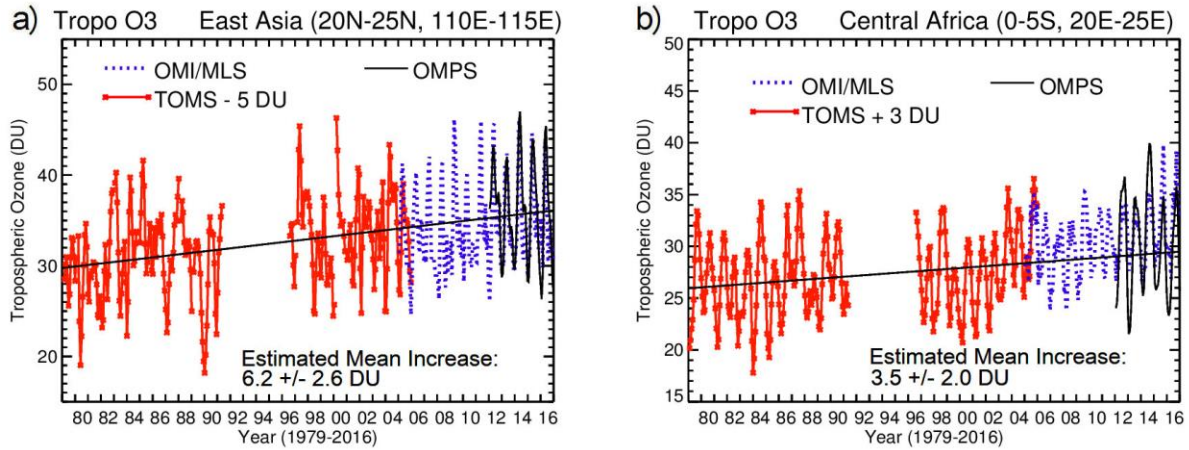 a) Tropo O3 East Asia (20N-25N, 110E-115E)
OMI/MLS OMPS
TOMS - 5 DU
Tropospheric Ozone (DU)
50
40
30
20
Estimated Mean Increase:
6.2 +/- 2.6 DU
80 82 84 86 88 90 92 94 96 98 00 02 04 06 08 10 12 14 16
Year (1979-2016)
b) Tropo O3 Central Africa (0-5S, 20E-25E)
OMI/MLS OMPS
TOMS + 3 DU
Tropospheric Ozone (DU)
50
45
40
35
30
25
20
15
Estimated Mean Increase:
3.5 +/- 2.0 DU
80 82 84 86 88 90 92 94 96 98 00 02 04 06 08 10 12 14 16
Year (1979-2016)